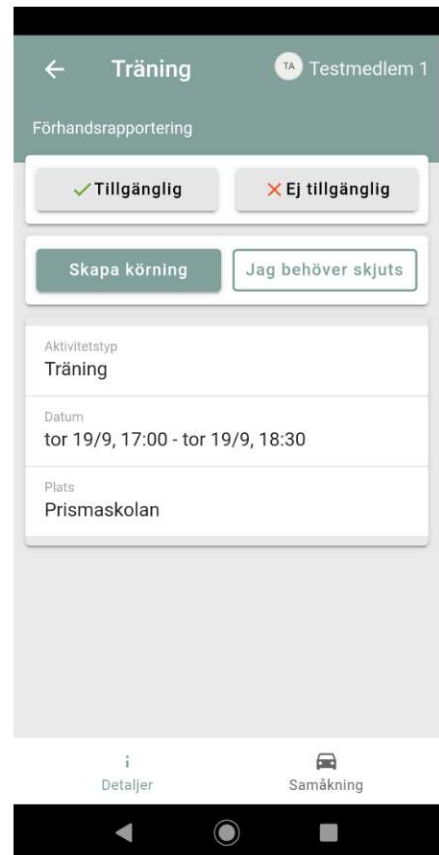 Träning
TA Testmedlem 1
Förhandsrapportering
Tillgänglig
Ej tillgänglig
Skapa körning
Jag behöver skjuts
Aktivitetstyp
Träning
Datum
tor 19/9, 17:00 - tor 19/9, 18:30
Plats
Prismaskolan
Detaljer
Samåkning